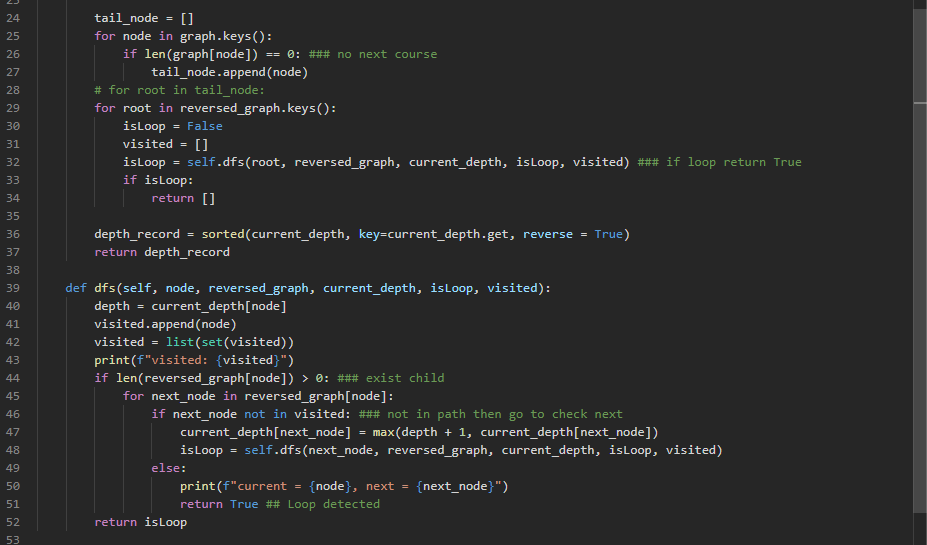 23
24 tail_node = []
25 for node in graph.keys():
26 if len(graph[node]) == 0: ### no next course
27 tail_node.append(node)
28 # for root in tail_node:
29 for root in reversed_graph.keys():
30 isLoop = False
31 visited = []
32 isLoop = self.dfs(root, reversed_graph, current_depth, isLoop, visited) ### if loop return True
33 if isLoop:
34 return []
35
36 depth_record = sorted(current_depth, key=current_depth.get, reverse = True)
37 return depth_record
38
39 def dfs(self, node, reversed_graph, current_depth, isLoop, visited):
40 depth = current_depth[node]
41 visited.append(node)
42 visited = list(set(visited))
43 print(f"visited: {visited}")
44 if len(reversed_graph[node]) > 0: ### exist child
45 for next_node in reversed_graph[node]:
46 if next_node not in visited: ### not in path then go to check next
47 current_depth[next_node] = max(depth + 1, current_depth[next_node])
48 isLoop = self.dfs(next_node, reversed_graph, current_depth, isLoop, visited)
49 else:
50 print(f"current = {node}, next = {next_node}")
51 return True ## Loop detected
52 return isLoop
53